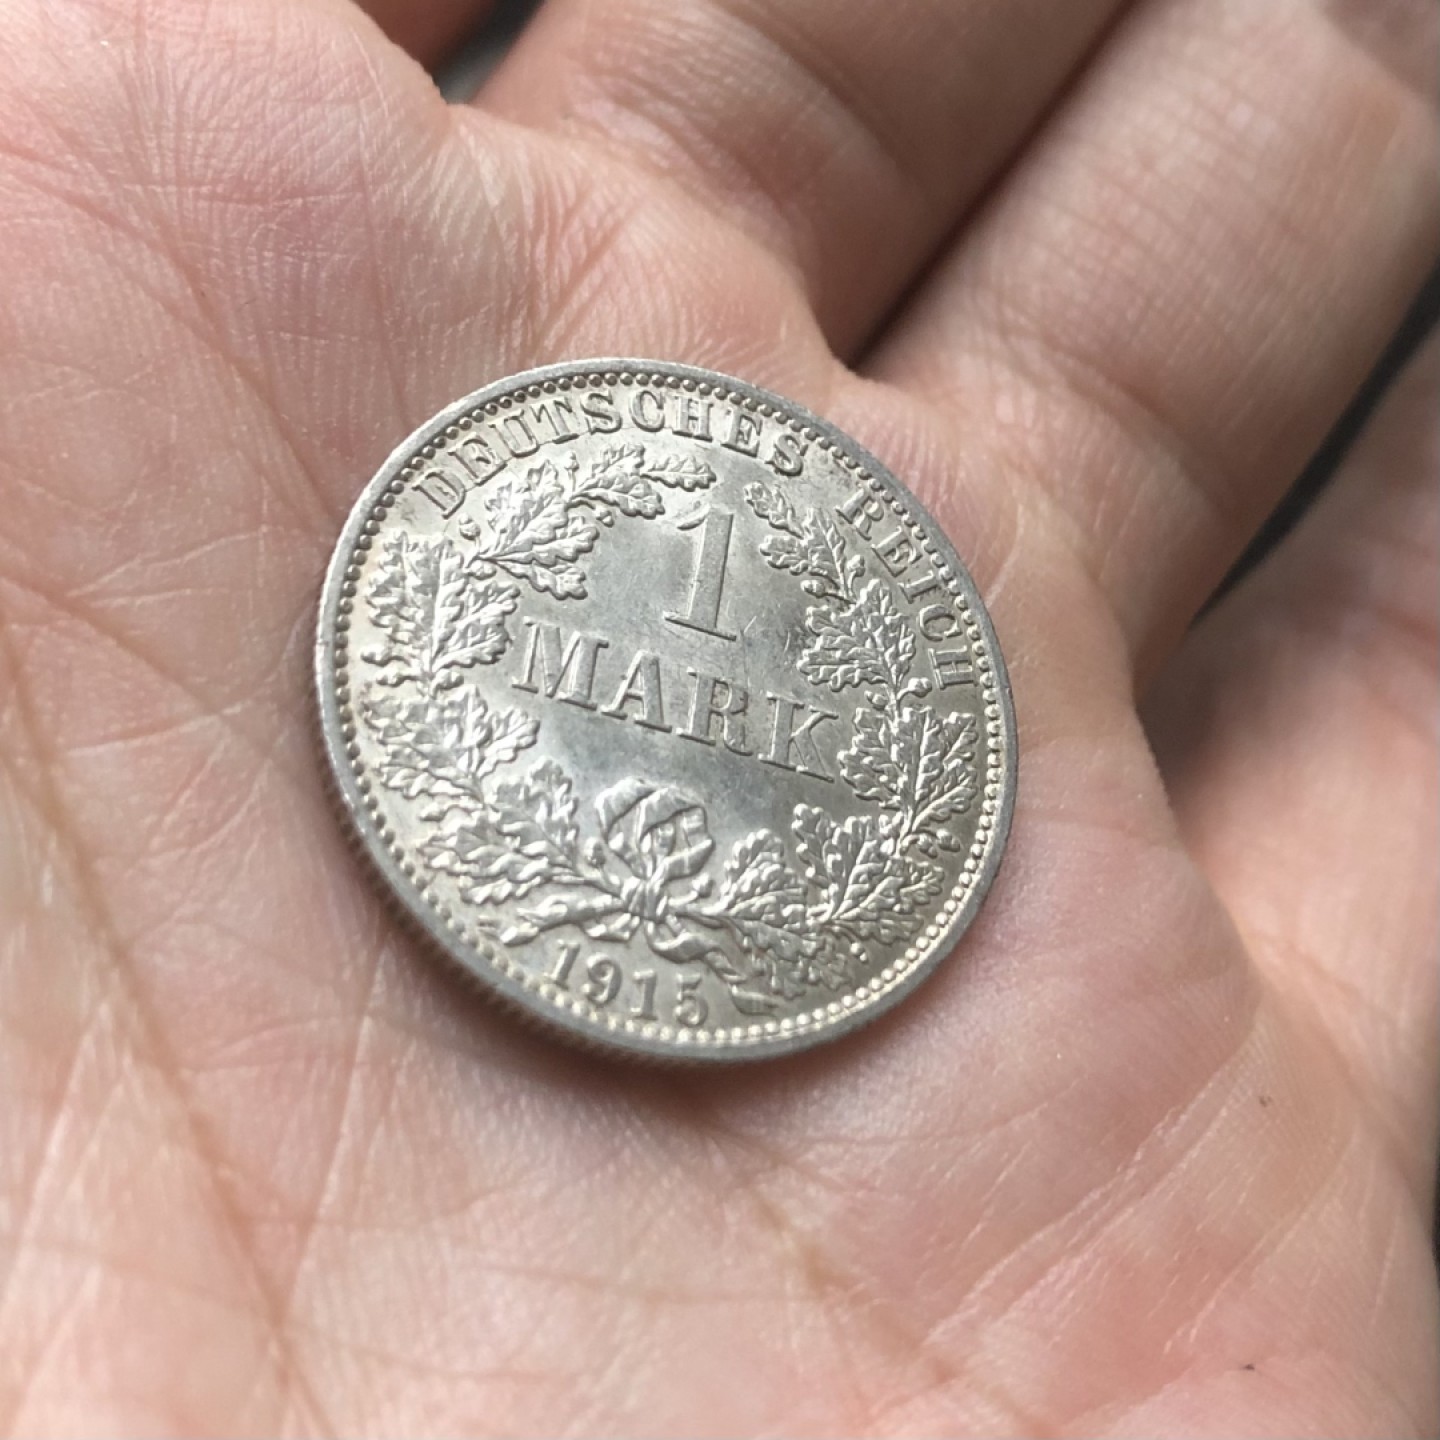 DEUTSCHES REICH
1
MARK
1915